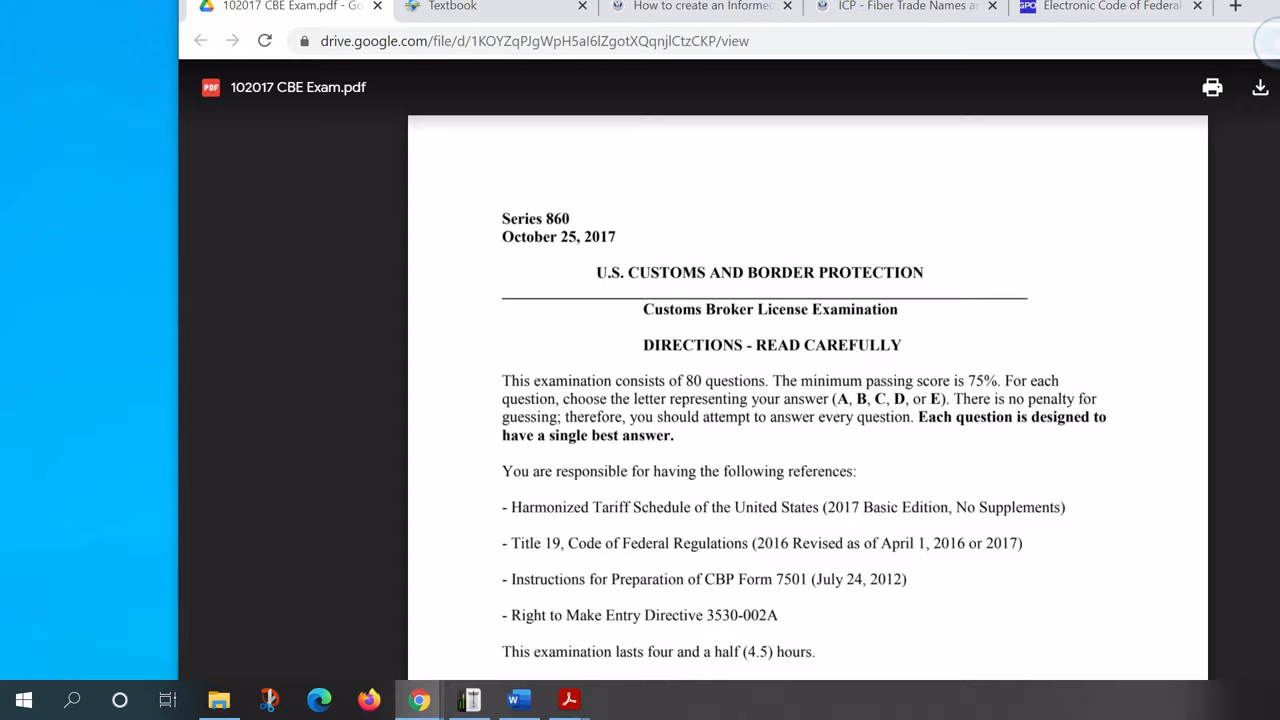 102017 CBE Exam.pdf - Go
Textbook
How to create an Informed
ICP - Fiber Trade Names a
Electronic Code of Federal
drive.google.com/file/d/1KOYZqPJgWpH5aI6lZgotXQqnjlCtzCKP/view
PDF
102017 CBE Exam.pdf
Series 860
October 25, 2017
U.S. CUSTOMS AND BORDER PROTECTION
Customs Broker License Examination
DIRECTIONS - READ CAREFULLY
This examination consists of 80 questions. The minimum passing score is 75%. For each
question, choose the letter representing your answer (A, B, C, D, or E). There is no penalty for
guessing; therefore, you should attempt to answer every question. Each question is designed to
have a single best answer.
You are responsible for having the following references:
- Harmonized Tariff Schedule of the United States (2017 Basic Edition, No Supplements)
- Title 19, Code of Federal Regulations (2016 Revised as of April 1, 2016 or 2017)
- Instructions for Preparation of CBP Form 7501 (July 24, 2012)
- Right to Make Entry Directive 3530-002A
This examination lasts four and a half (4.5) hours.